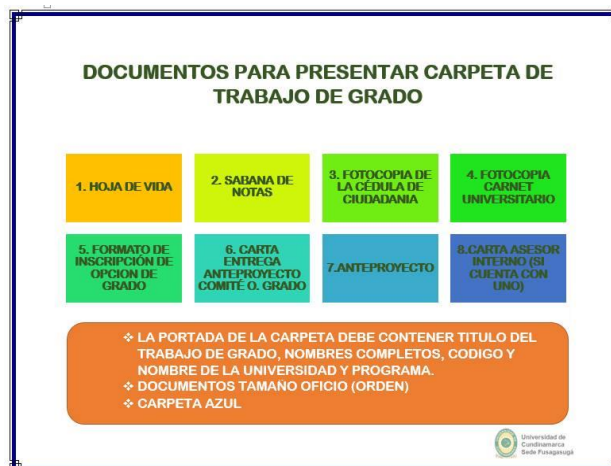 DOCUMENTOS PARA PRESENTAR CARPETA DE
TRABAJO DE GRADO
1. HOJA DE VIDA
2. SABANA DE
NOTAS
3. FOTOCOPIA DE
LA CÉDULA DE
CIUDADANIA
4. FOTOCOPIA
CARNET
UNIVERSITARIO
5. FORMATO DE
INSCRIPCIÓN DE
OPCION DE
GRADO
6. CARTA
ENTREGA
ANTEPROYECTO
COMITÉ O. GRADO
7.ANTEPROYECTO
8.CARTA ASESOR
INTERNO (SI
CUENTA CON
UNO)
❖ LA PORTADA DE LA CARPETA DEBE CONTENER TITULO DEL
TRABAJO DE GRADO, NOMBRES COMPLETOS, CODIGO Y
NOMBRE DE LA UNIVERSIDAD Y PROGRAMA.
❖ DOCUMENTOS TAMAÑO OFICIO (ORDEN)
❖ CARPETA AZUL
Universidad de
Cundinamarca
Sede Fusagasugá